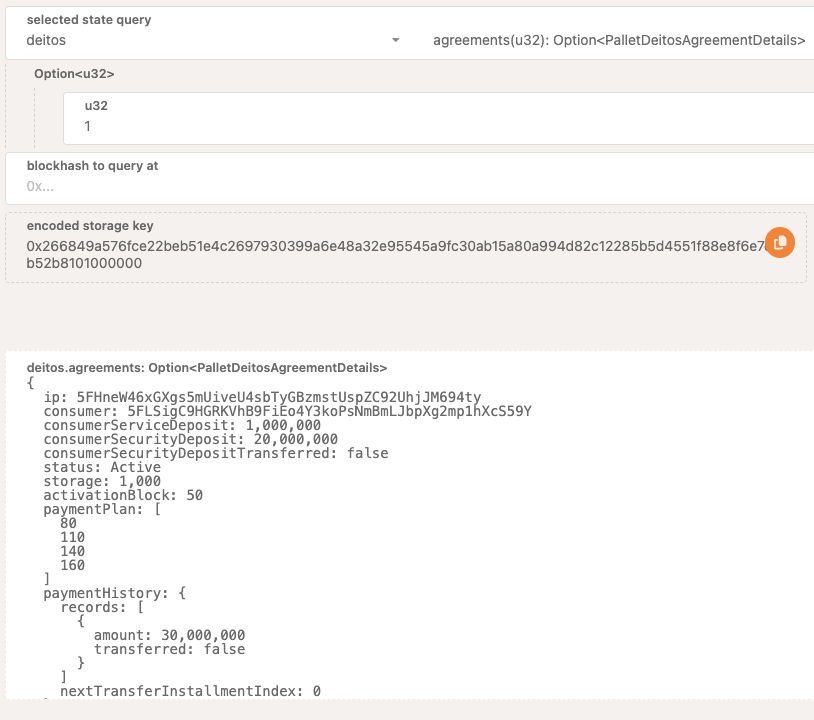 selected state query
deitos agreements(u32): Option<PalletDeitosAgreementDetails>
Option<u32>
u32
1
blockhash to query at
0x...
encoded storage key
0x266849a576fce22beb51e4c2697930399a6e48a32e95545a9fc30ab15a80a994d82c12285b5d4551f88e8f6e7
b52b8101000000
deitos.agreements: Option<PalletDeitosAgreementDetails>
{
ip: 5FHneW46xGXgs5mUiveU4sbTyGBzmstUspZC92UhjJM694ty
consumer: 5FLSigC9HGRKVhB9FiEo4Y3koPsNmBmLJbpXg2mp1hXcS59Y
consumerServiceDeposit: 1,000,000
consumerSecurityDeposit: 20,000,000
consumerSecurityDepositTransferred: false
status: Active
storage: 1,000
activationBlock: 50
paymentPlan: [
80
110
140
160
]
paymentHistory: {
records: [
{
amount: 30,000,000
transferred: false
}
]
nextTransferInstallmentIndex: 0